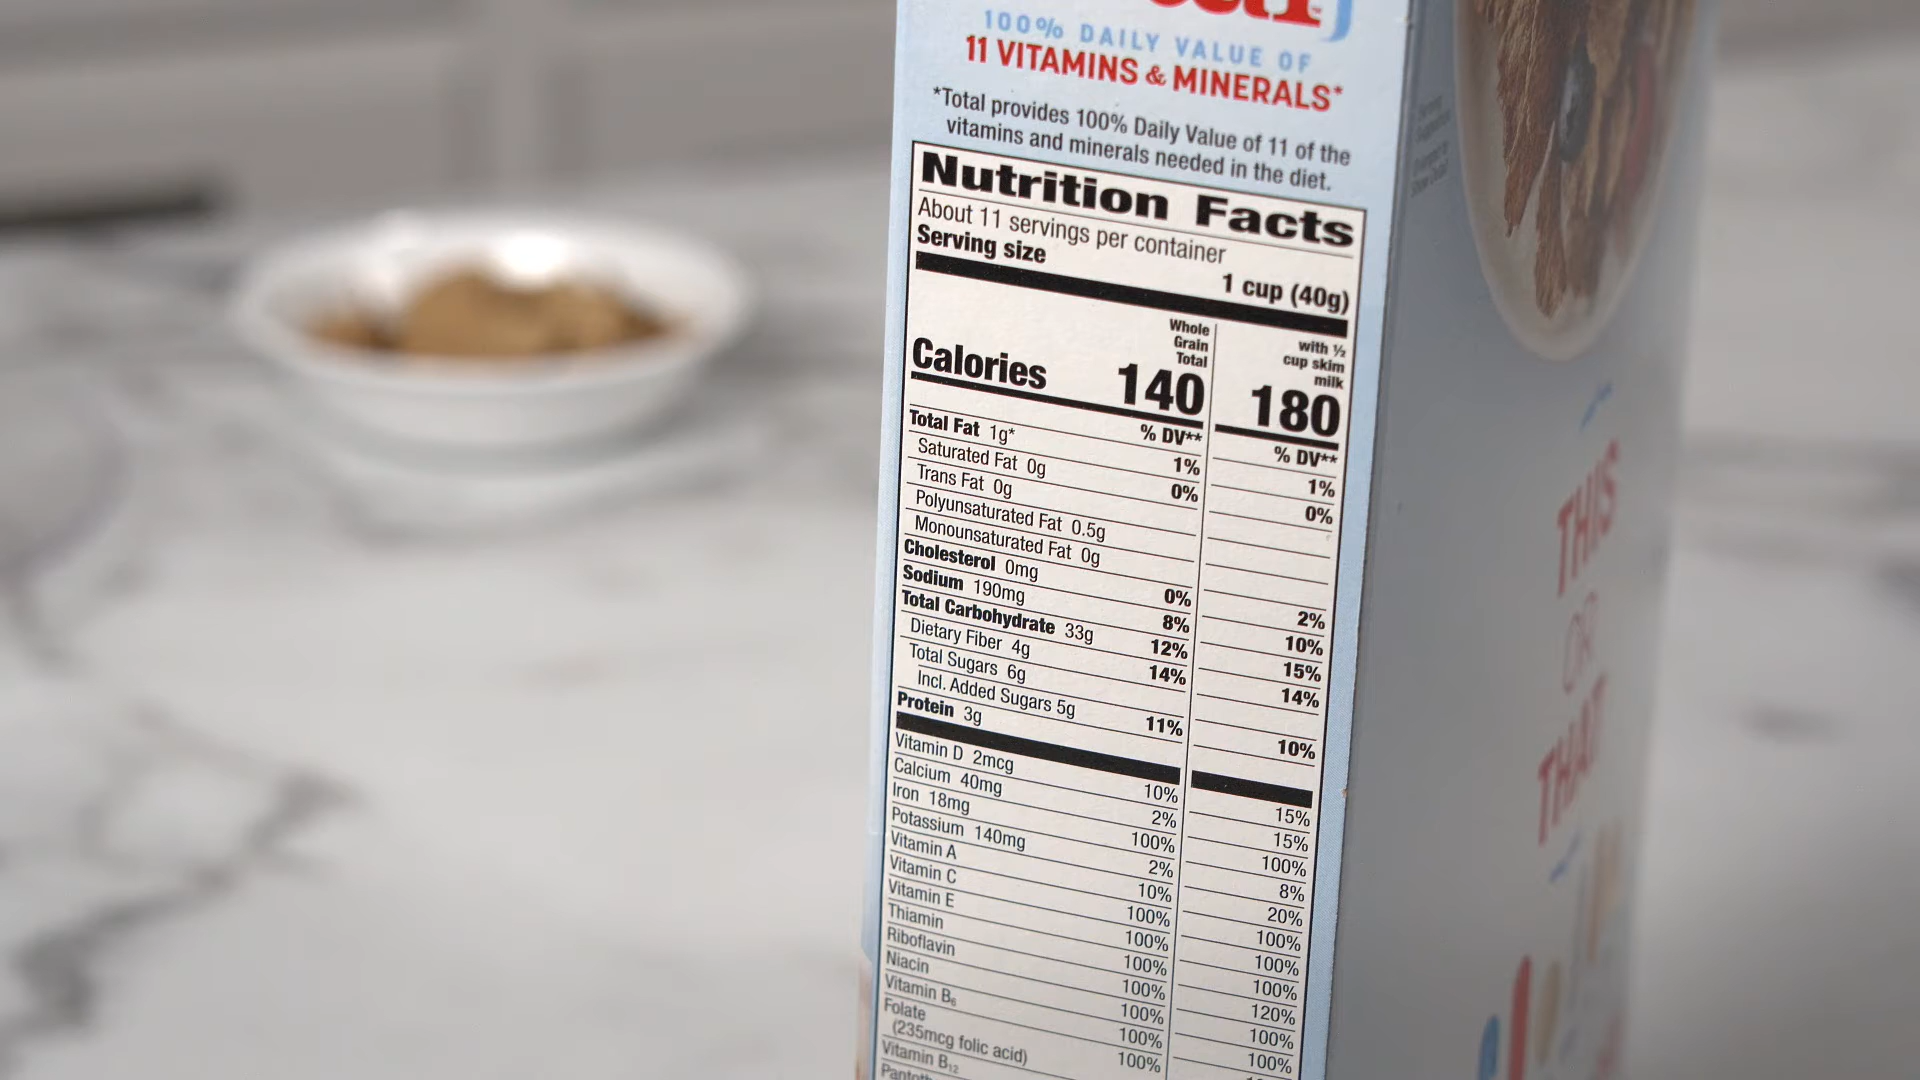 100% DAILY VALUE OF
11 VITAMINS & MINERALS*
*Total provides 100% Daily Value of 11 of the
vitamins and minerals needed in the diet.
Nutrition Facts
About 11 servings per container
Serving size 1 cup (40g)
Whole Grain Total
with ½ cup skim milk
Calories 140 180
% DV** % DV**
Total Fat 1g* 1% 1%
Saturated Fat 0g 0% 0%
Trans Fat 0g
Polyunsaturated Fat 0.5g
Monounsaturated Fat 0g
Cholesterol 0mg 0% 2%
Sodium 190mg 8% 10%
Total Carbohydrate 33g 12% 15%
Dietary Fiber 4g 14% 14%
Total Sugars 6g
Incl. Added Sugars 5g 11% 10%
Protein 3g
Vitamin D 2mcg 10% 15%
Calcium 40mg 2% 15%
Iron 18mg 100% 100%
Potassium 140mg 2% 8%
Vitamin A 10% 20%
Vitamin C 100% 100%
Vitamin E 100% 100%
Thiamin 100% 100%
Riboflavin 100% 120%
Niacin 100% 100%
Vitamin B₆ 100% 100%
Folate 100%
(235mcg folic acid)
Vitamin B₁₂
THIS
OR
THAT